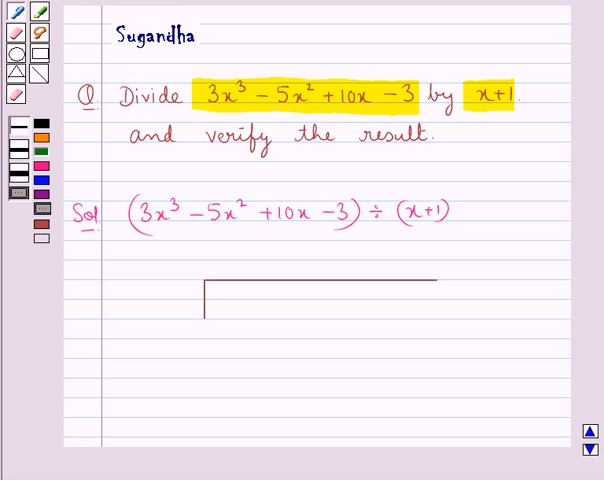 Sugandha
Q. Divide 3x³ - 5x² + 10x - 3 by x+1.
and verify the result.
Sol. (3x³ - 5x² + 10x - 3) ÷ (x+1)